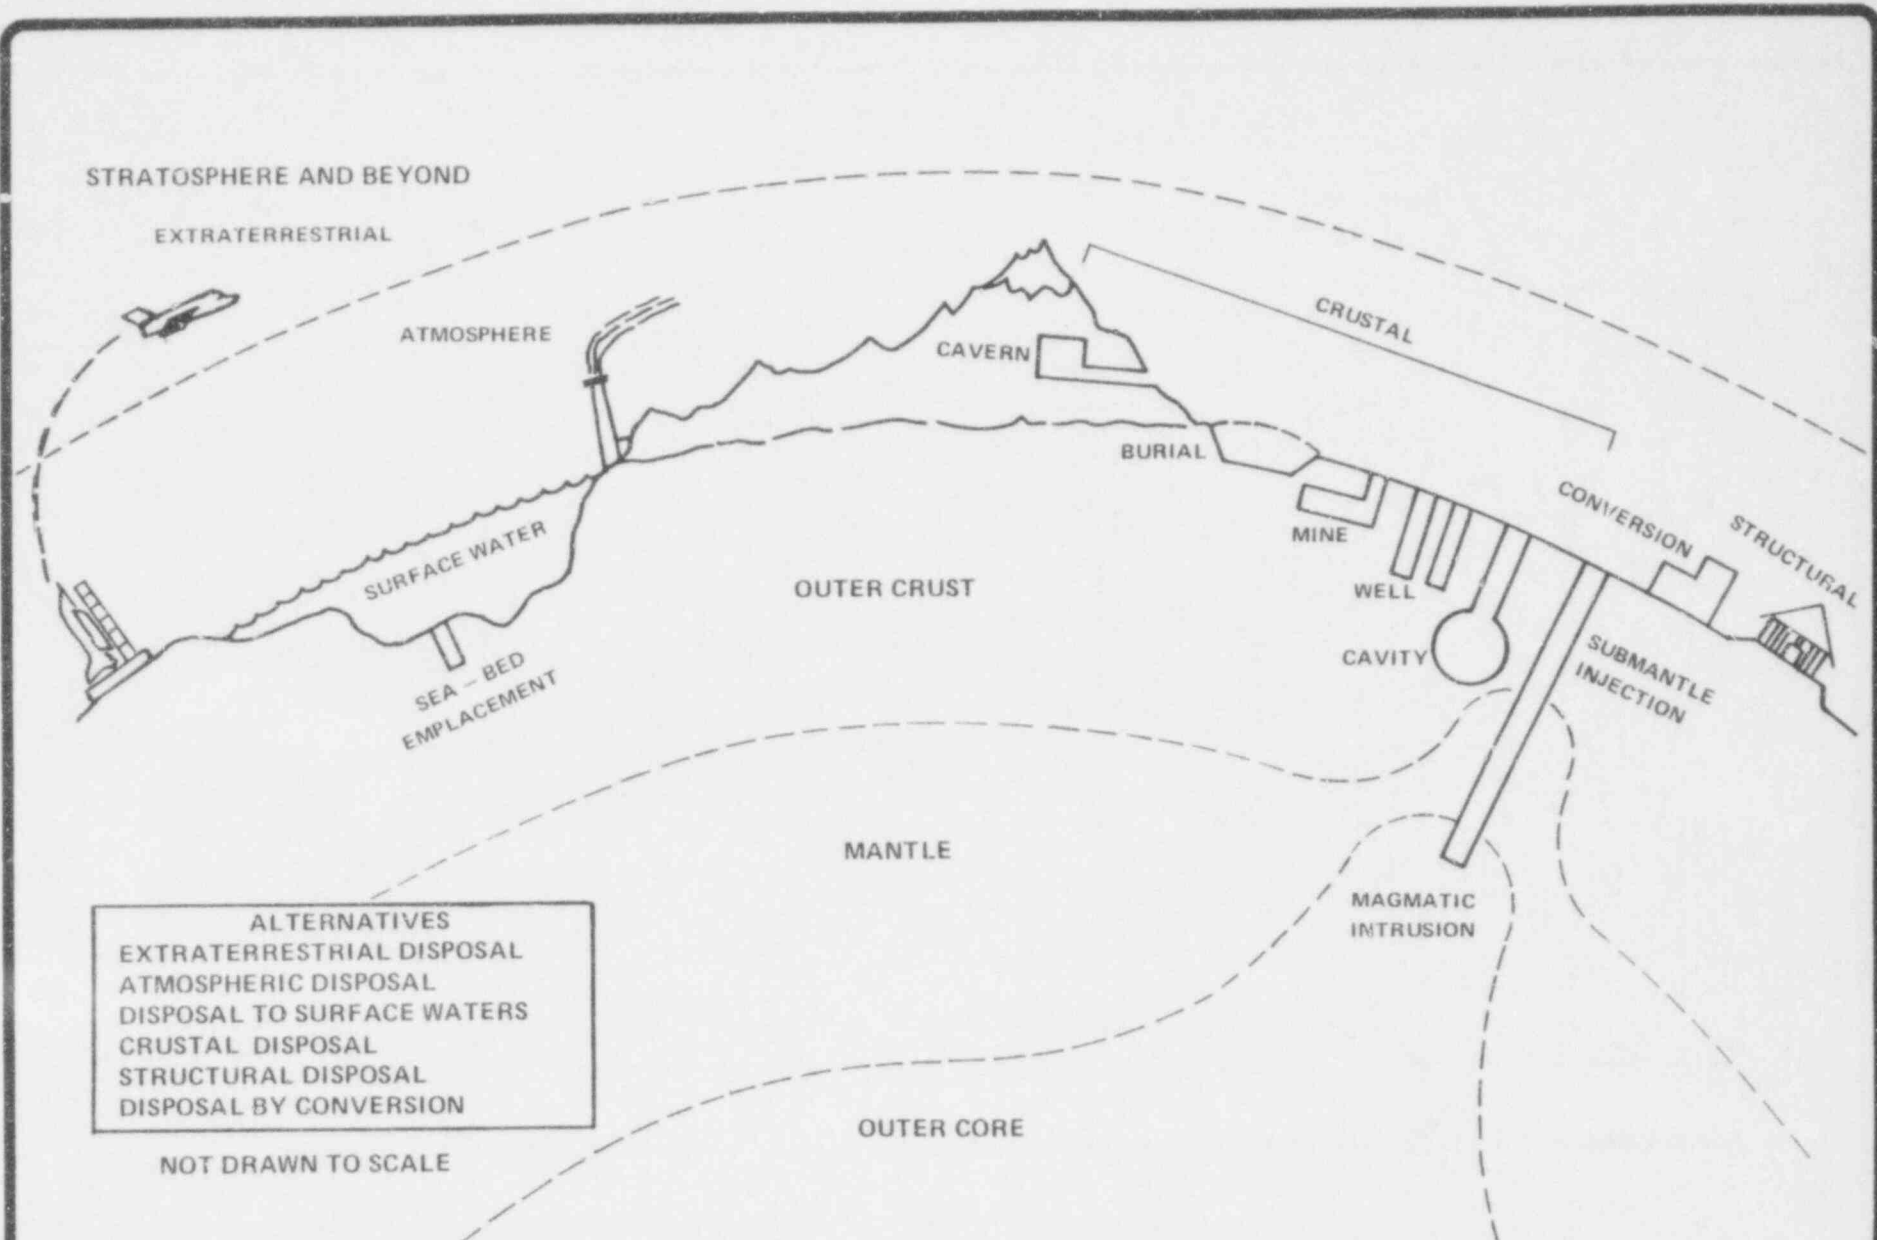 STRATOSPHERE AND BEYOND
EXTRATERRESTRIAL
ATMOSPHERE
CRUSTAL
CAVERN
BURIAL
CONVERSION
STRUCTURAL
SURFACE WATER
MINE
OUTER CRUST
WELL
CAVITY
SUBMANTLE
INJECTION
SEA – BED
EMPLACEMENT
MANTLE
MAGMATIC
INTRUSION
ALTERNATIVES
EXTRATERRESTRIAL DISPOSAL
ATMOSPHERIC DISPOSAL
DISPOSAL TO SURFACE WATERS
CRUSTAL DISPOSAL
STRUCTURAL DISPOSAL
DISPOSAL BY CONVERSION
OUTER CORE
NOT DRAWN TO SCALE